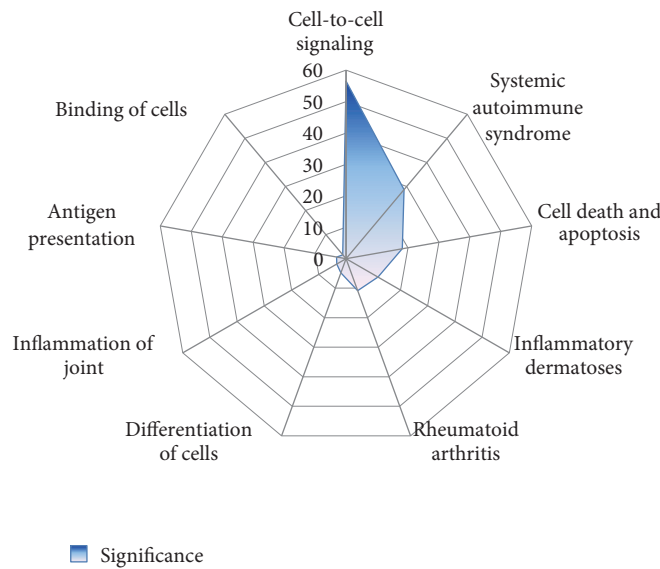 Cell-to-cell
signaling
60
50
40
30
20
10
0
Systemic
autoimmune
syndrome
Cell death and
apoptosis
Inflammatory
dermatoses
Rheumatoid
arthritis
Differentiation
of cells
Inflammation of
joint
Antigen
presentation
Binding of cells
Significance